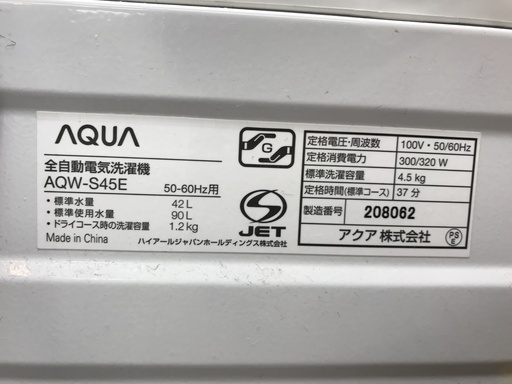 AQUA
全自動電気洗濯機
AQW-S45E 50-60Hz用
・標準水量 42L
・標準使用水量 90L
・ドライコース時の洗濯容量 1.2kg
Made in China
ハイアールジャパンホールディングス株式会社
G
S
JET
定格電圧・周波数 100V・50/60Hz
定格消費電力 300/320W
標準洗濯容量 4.5kg
定格時間(標準コース) 37分
製造番号 208062
アクア株式会社
PS
E